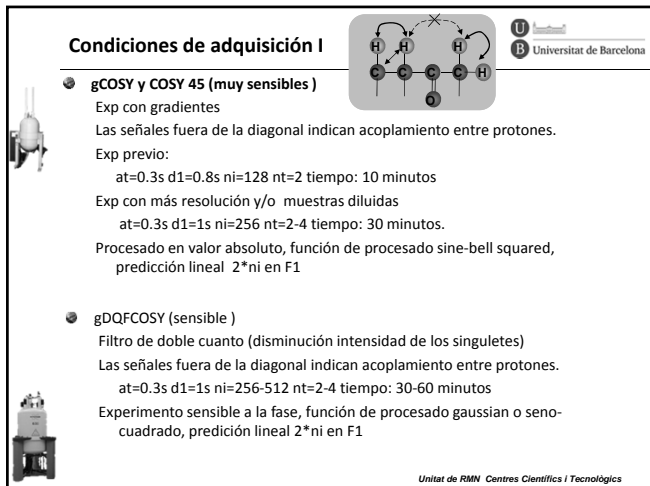 Condiciones de adquisición I
H H H
C C C C H
O
U
B Universitat de Barcelona
gCOSY y COSY 45 (muy sensibles )
Exp con gradientes
Las señales fuera de la diagonal indican acoplamiento entre protones.
Exp previo:
at=0.3s d1=0.8s ni=128 nt=2 tiempo: 10 minutos
Exp con más resolución y/o muestras diluidas
at=0.3s d1=1s ni=256 nt=2-4 tiempo: 30 minutos.
Procesado en valor absoluto, función de procesado sine-bell squared,
predicción lineal 2*ni en F1
gDQFCOSY (sensible )
Filtro de doble cuanto (disminución intensidad de los singuletes)
Las señales fuera de la diagonal indican acoplamiento entre protones.
at=0.3s d1=1s ni=256-512 nt=2-4 tiempo: 30-60 minutos
Experimento sensible a la fase, función de procesado gaussian o seno-
cuadrado, predición lineal 2*ni en F1
Unitat de RMN Centres Científics i Tecnològics